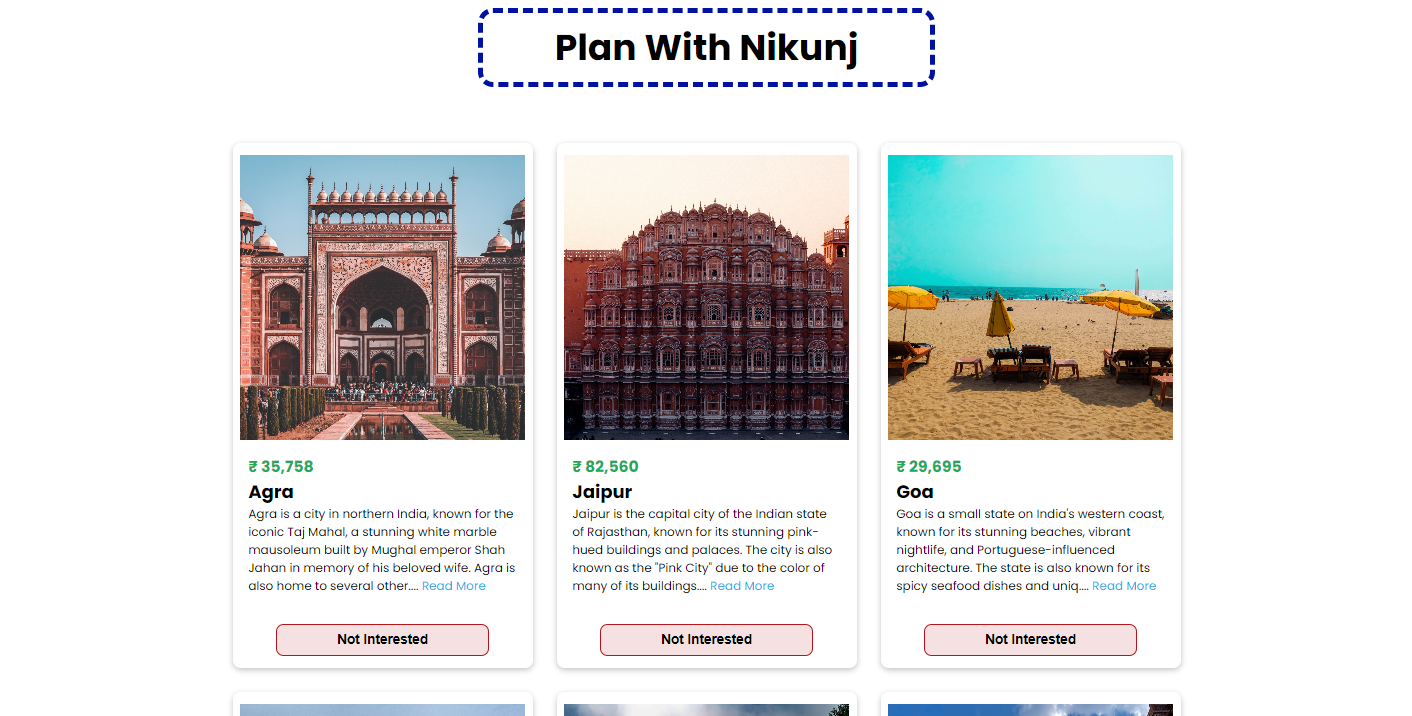 Plan With Nikunj
₹ 35,758
Agra
Agra is a city in northern India, known for the
iconic Taj Mahal, a stunning white marble
mausoleum built by Mughal emperor Shah
Jahan in memory of his beloved wife. Agra is
also home to several other.... Read More
Not Interested
₹ 82,560
Jaipur
Jaipur is the capital city of the Indian state
of Rajasthan, known for its stunning pink-
hued buildings and palaces. The city is also
known as the "Pink City" due to the color of
many of its buildings.... Read More
Not Interested
₹ 29,695
Goa
Goa is a small state on India's western coast,
known for its stunning beaches, vibrant
nightlife, and Portuguese-influenced
architecture. The state is also known for its
spicy seafood dishes and uniq.... Read More
Not Interested